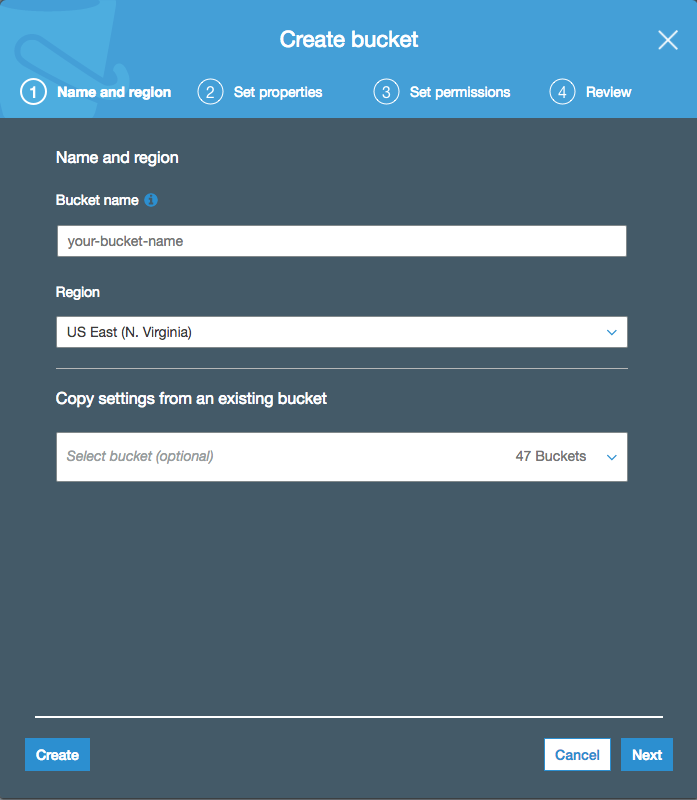 Create bucket
1 Name and region 2 Set properties 3 Set permissions 4 Review
Name and region
Bucket name i
your-bucket-name
Region
US East (N. Virginia)
Copy settings from an existing bucket
Select bucket (optional) 47 Buckets
Create Cancel Next